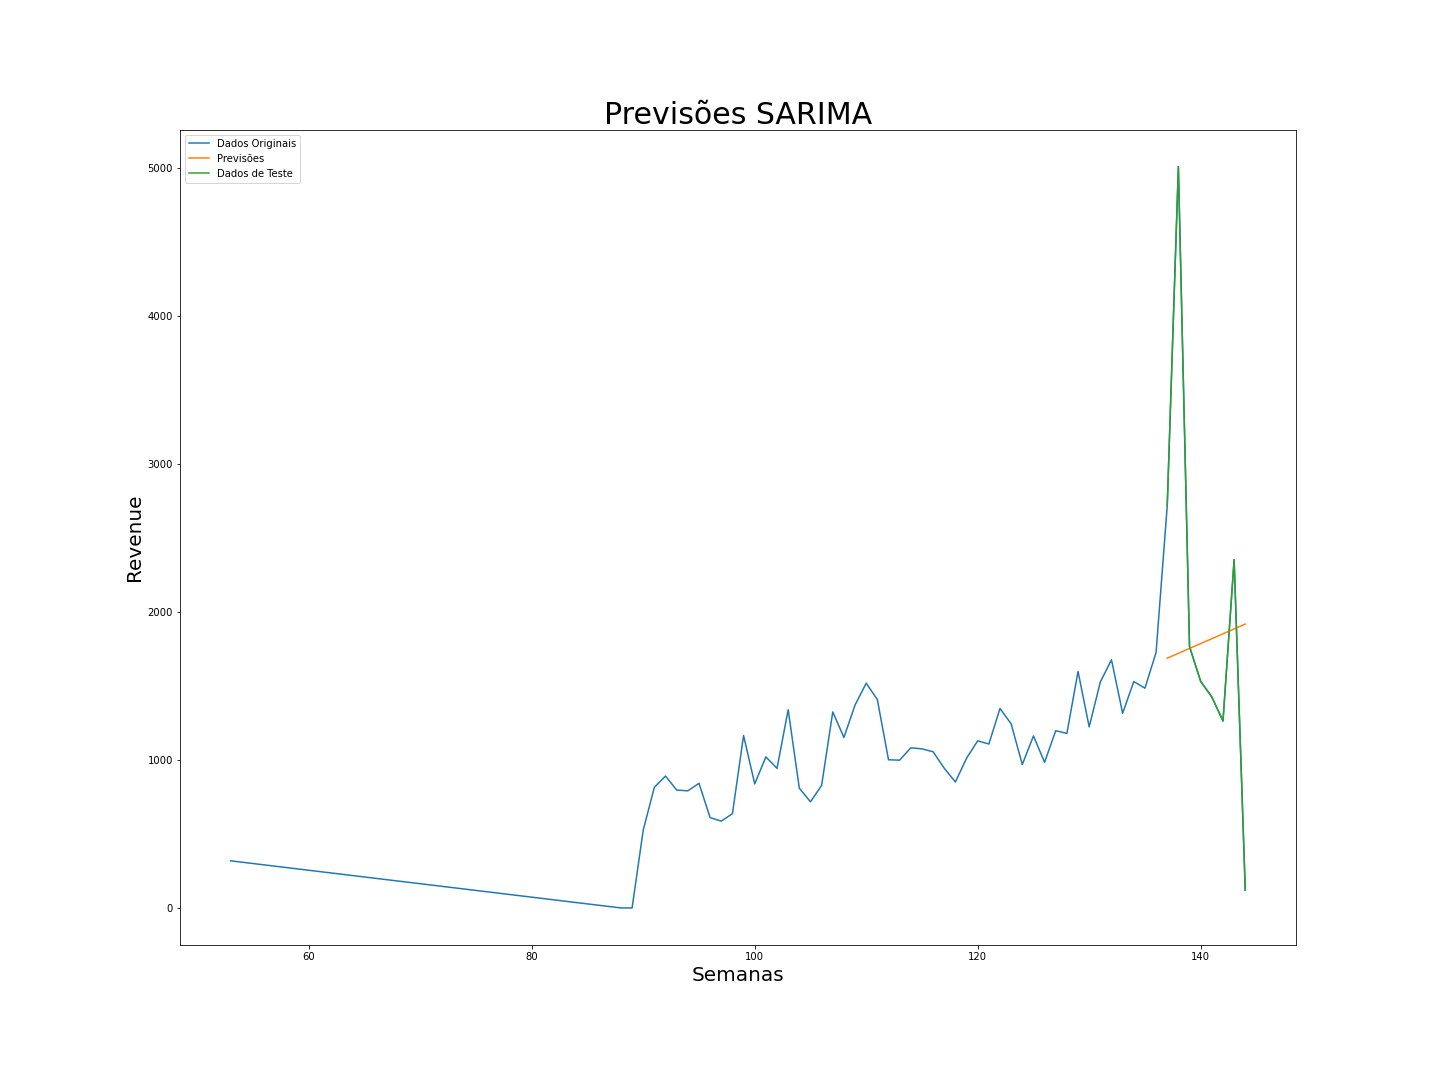 Previsões SARIMA
Dados Originais
Previsões
Dados de Teste
5000
4000
3000
2000
1000
0
Revenue
60 80 100 120 140
Semanas